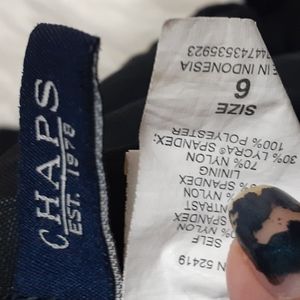 CHAPS
EST. 1978
52419
SELF
NYLON
SPANDEX
NYLON
SPANDEX
LINING
70% NYLON
30% LYCRA® SPANDEX;
100% POLYESTER
SIZE
6
IN INDONESIA